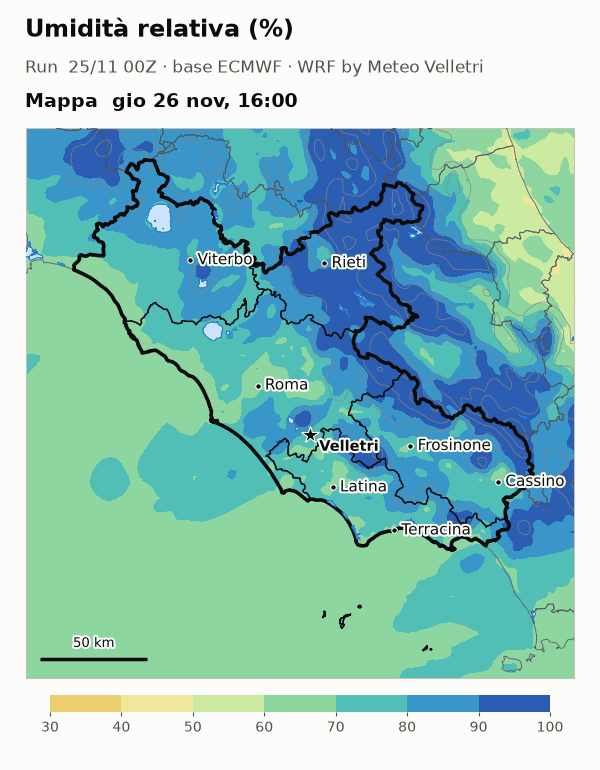 Umidità relativa (%)
Run  25/11 00Z · base ECMWF · WRF by Meteo Velletri
Mappa  gio 26 nov, 16:00
Viterbo
Rieti
Roma
Velletri
Frosinone
Cassino
Latina
Terracina
50 km
30 40 50 60 70 80 90 100